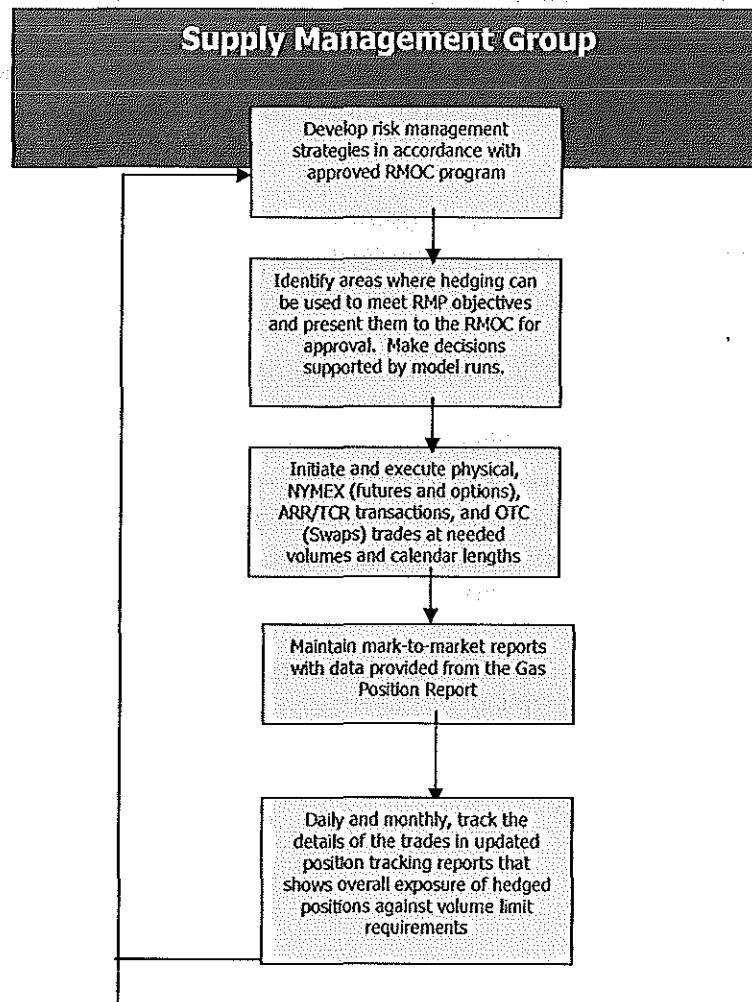 Supply Management Group
Develop risk management
strategies in accordance with
approved RMOC program
Identify areas where hedging can
be used to meet RMP objectives
and present them to the RMOC for
approval. Make decisions
supported by model runs.
Initiate and execute physical,
NYMEX (futures and options),
ARR/TCR transactions, and OTC
(Swaps) trades at needed
volumes and calendar lengths
Maintain mark-to-market reports
with data provided from the Gas
Position Report
Daily and monthly, track the
details of the trades in updated
position tracking reports that
shows overall exposure of hedged
positions against volume limit
requirements